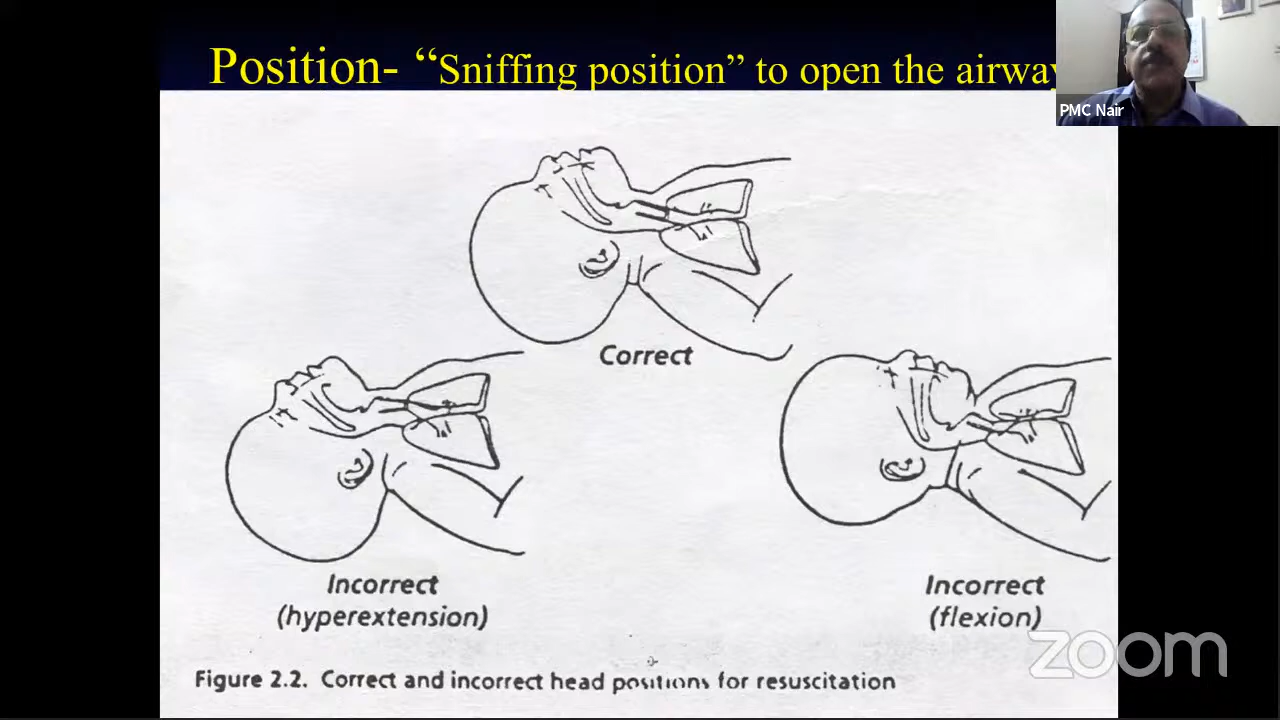 Position- “Sniffing position” to open the airway
PMC Nair
Correct
Incorrect
(hyperextension)
Incorrect
(flexion)
zoom
Figure 2.2. Correct and incorrect head positions for resuscitation